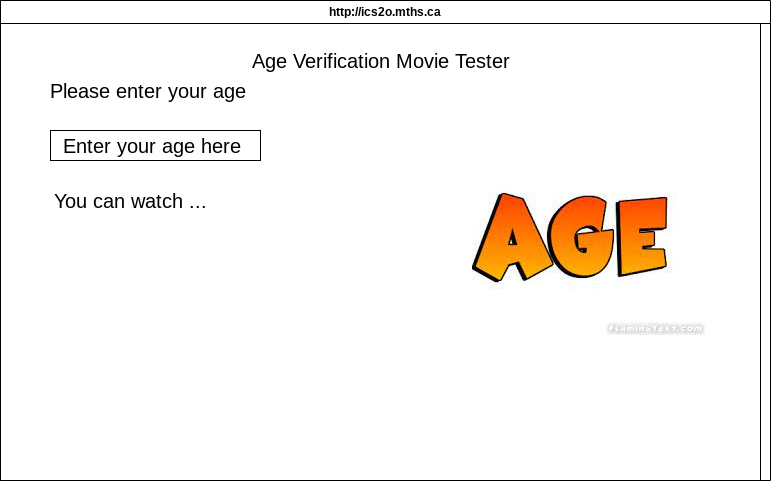 http://ics2o.mths.ca
Age Verification Movie Tester
Please enter your age
Enter your age here
You can watch ...
AGE
FLAMINGTEXT.COM